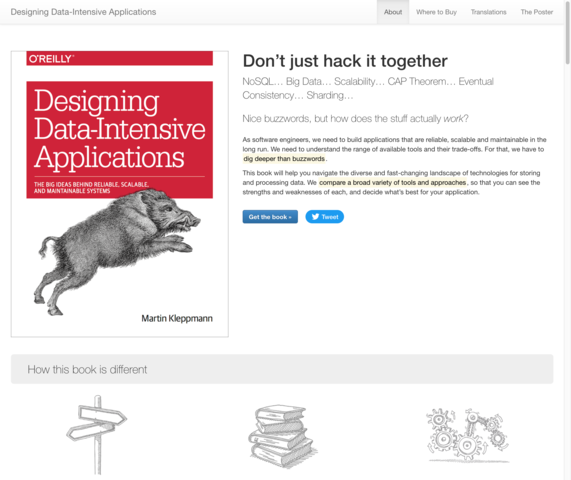 Designing Data-Intensive Applications
About
Where to Buy
Translations
The Poster
O'REILLY™
Designing
Data-Intensive
Applications
THE BIG IDEAS BEHIND RELIABLE, SCALABLE,
AND MAINTAINABLE SYSTEMS
Martin Kleppmann
Don’t just hack it together
NoSQL… Big Data… Scalability… CAP Theorem… Eventual
Consistency… Sharding…
Nice buzzwords, but how does the stuff actually work?
As software engineers, we need to build applications that are reliable, scalable and maintainable in the
long run. We need to understand the range of available tools and their trade-offs. For that, we have to
dig deeper than buzzwords.
This book will help you navigate the diverse and fast-changing landscape of technologies for storing
and processing data. We compare a broad variety of tools and approaches, so that you can see the
strengths and weaknesses of each, and decide what’s best for your application.
Get the book »
Tweet
How this book is different